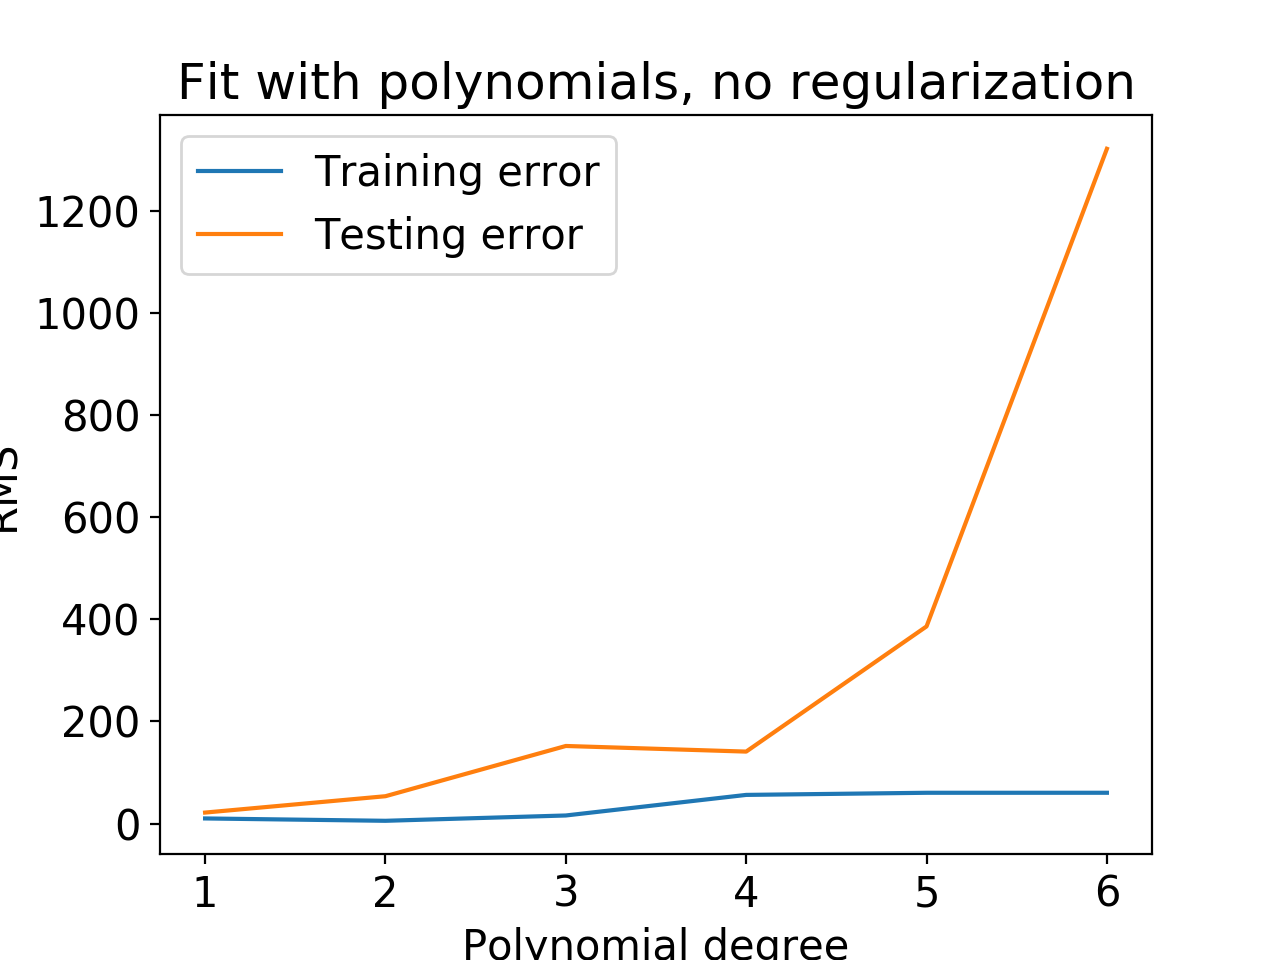 Fit with polynomials, no regularization
Training error
Testing error
1200
1000
800
600
400
200
0
RMS
1 2 3 4 5 6
Polynomial degree